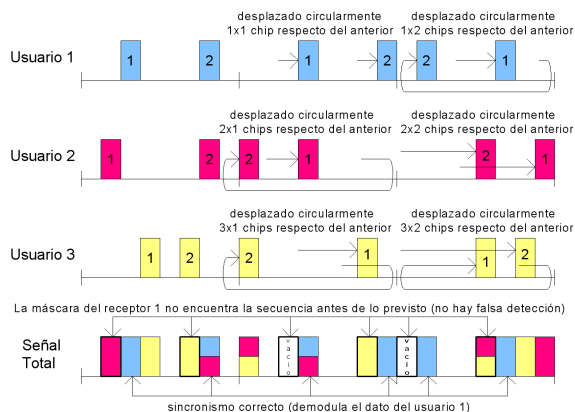 desplazado circularmente desplazado circularmente
1x1 chip respecto del anterior 1x2 chips respecto del anterior
Usuario 1 1 2 1 2 2 1
desplazado circularmente desplazado circularmente
2x1 chips respecto del anterior 2x2 chips respecto del anterior
Usuario 2 1 2 2 1 2 1
desplazado circularmente desplazado circularmente
3x1 chips respecto del anterior 3x2 chips respecto del anterior
Usuario 3 1 2 2 1 1 2
La máscara del receptor 1 no encuentra la secuencia antes de lo previsto (no hay falsa detección)
Señal
Total vacío vacío
sincronismo correcto (demodula el dato del usuario 1)